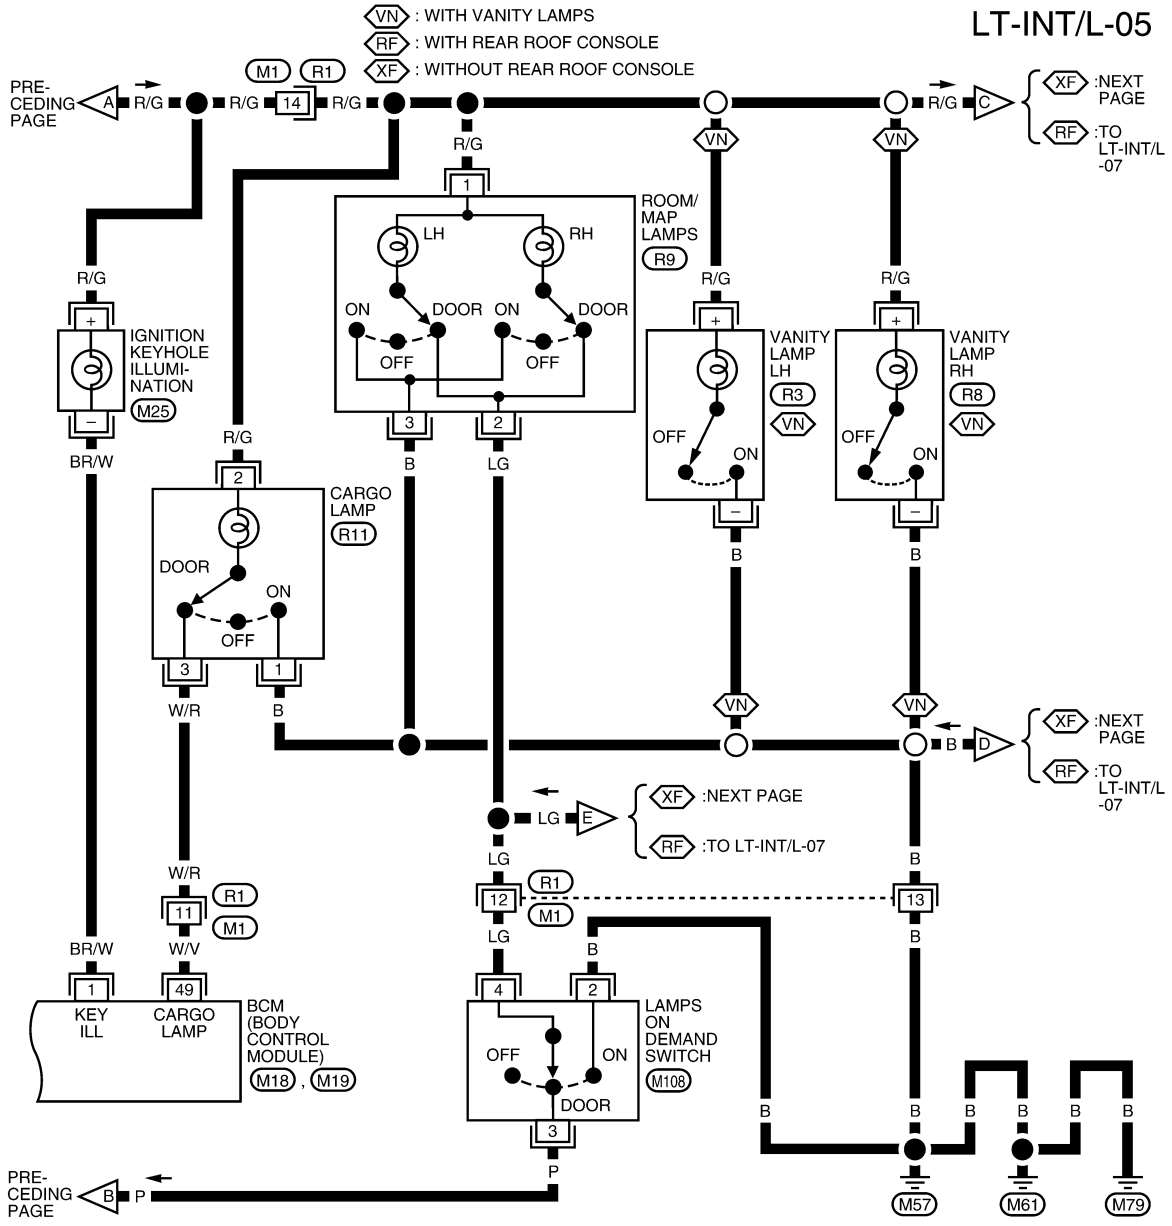 VN : WITH VANITY LAMPS
RF : WITH REAR ROOF CONSOLE
XF : WITHOUT REAR ROOF CONSOLE
LT-INT/L-05
PRE-
CEDING
PAGE
A
R/G
R/G
M1
R1
14
R/G
R/G
C
XF :NEXT
PAGE
RF :TO
LT-INT/L
-07
VN
VN
R/G
1
ROOM/
MAP
LAMPS
R9
LH
RH
ON
DOOR
ON
DOOR
OFF
OFF
3
2
B
LG
R/G
+
IGNITION
KEYHOLE
ILLUMI-
NATION
M25
–
BR/W
R/G
2
CARGO
LAMP
R11
DOOR
ON
OFF
3
1
W/R
B
R/G
+
VANITY
LAMP
LH
R3
VN
OFF
ON
–
B
VN
R/G
+
VANITY
LAMP
RH
R8
VN
OFF
ON
–
B
VN
B
D
XF :NEXT
PAGE
RF :TO
LT-INT/L
-07
LG
E
XF :NEXT PAGE
RF :TO LT-INT/L-07
W/R
LG
B
R1
11
M1
R1
12
M1
13
BR/W
W/V
LG
B
B
1
49
4
2
KEY
ILL
CARGO
LAMP
BCM
(BODY
CONTROL
MODULE)
M18 , M19
LAMPS
ON
DEMAND
SWITCH
M108
OFF
ON
DOOR
3
P
B
B
B
B
B
B
PRE-
CEDING
PAGE
B
P
M57
M61
M79